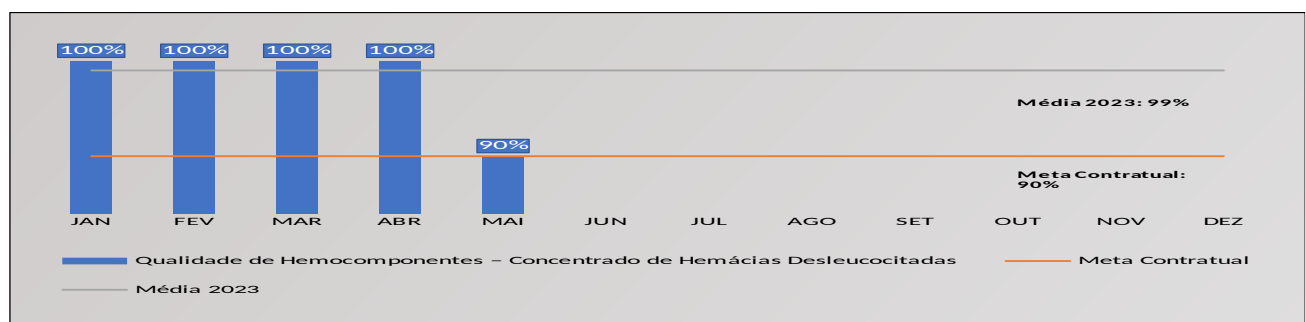 100% 100% 100% 100%
Média 2023: 99%
90%
Meta Contratual:
90%
JAN FEV MAR ABR MAI JUN JUL AGO SET OUT NOV DEZ
Qualidade de Hemocomponentes – Concentrado de Hemácias Desleucocitadas Meta Contratual
Média 2023